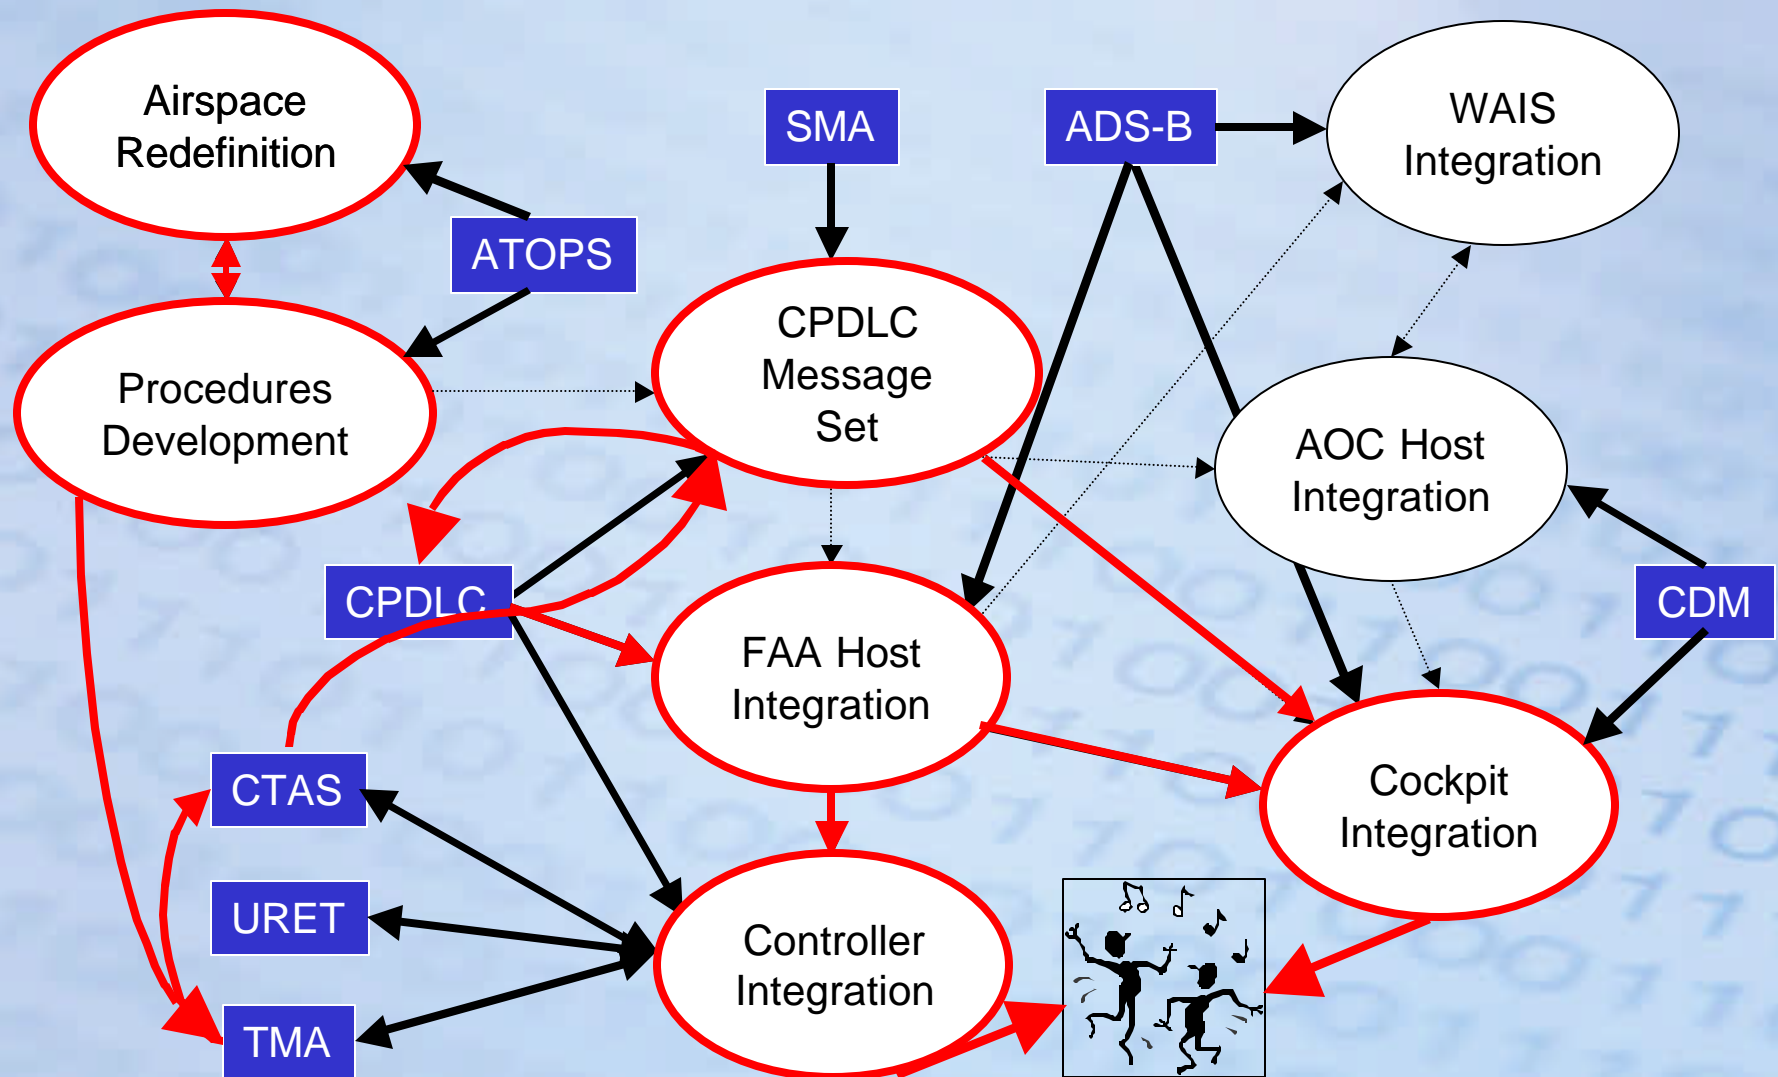 Airspace
Redefinition
SMA
ADS-B
WAIS
Integration
ATOPS
CPDLC
Message
Set
Procedures
Development
AOC Host
Integration
CPDLC
CDM
FAA Host
Integration
CTAS
Cockpit
Integration
URET
Controller
Integration
TMA